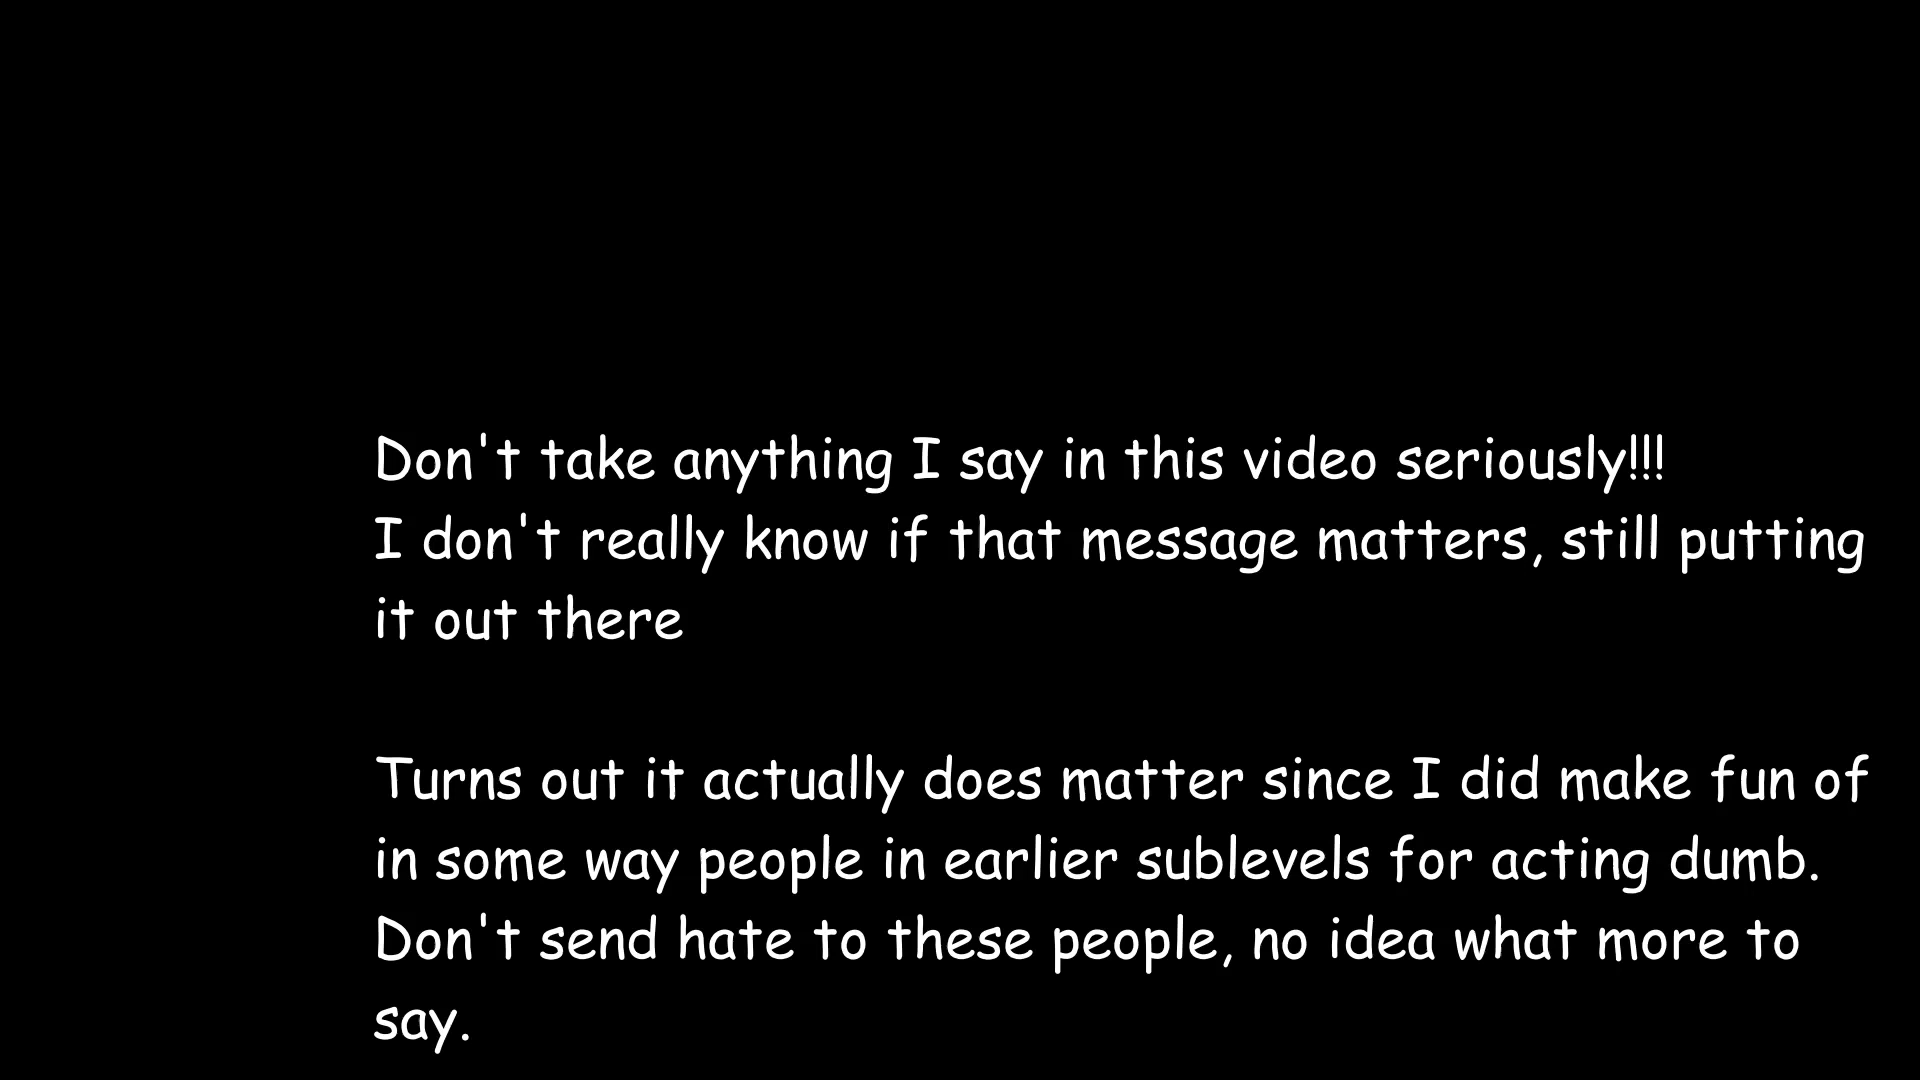 Don't take anything I say in this video seriously!!!
I don't really know if that message matters, still putting
it out there
Turns out it actually does matter since I did make fun of
in some way people in earlier sublevels for acting dumb.
Don't send hate to these people, no idea what more to
say.